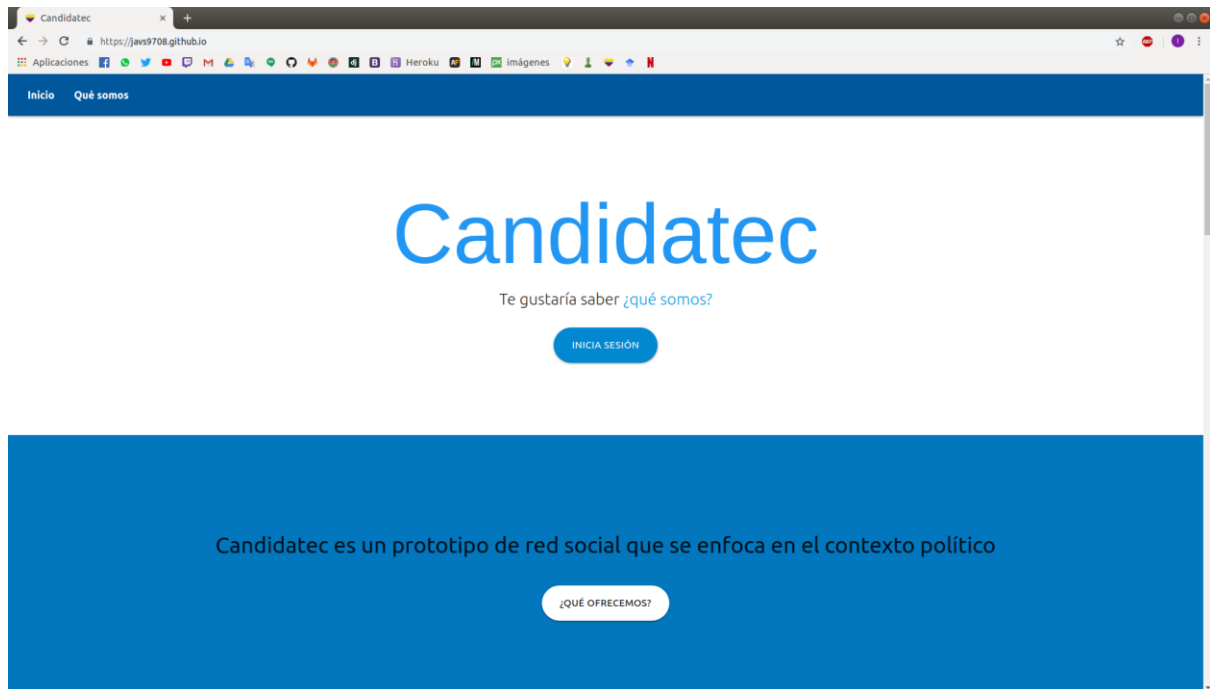 Candidatec
https://javs9708.github.io
Aplicaciones Heroku imágenes
Inicio Qué somos
Candidatec
Te gustaría saber ¿qué somos?
INICIA SESIÓN
Candidatec es un prototipo de red social que se enfoca en el contexto político
¿QUÉ OFRECEMOS?